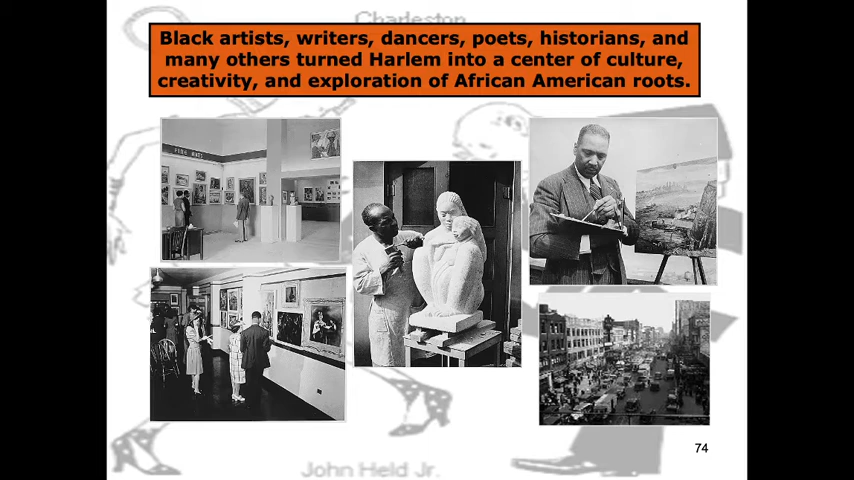 Charleston
Black artists, writers, dancers, poets, historians, and
many others turned Harlem into a center of culture,
creativity, and exploration of African American roots.
FINE ARTS
74
John Held Jr.